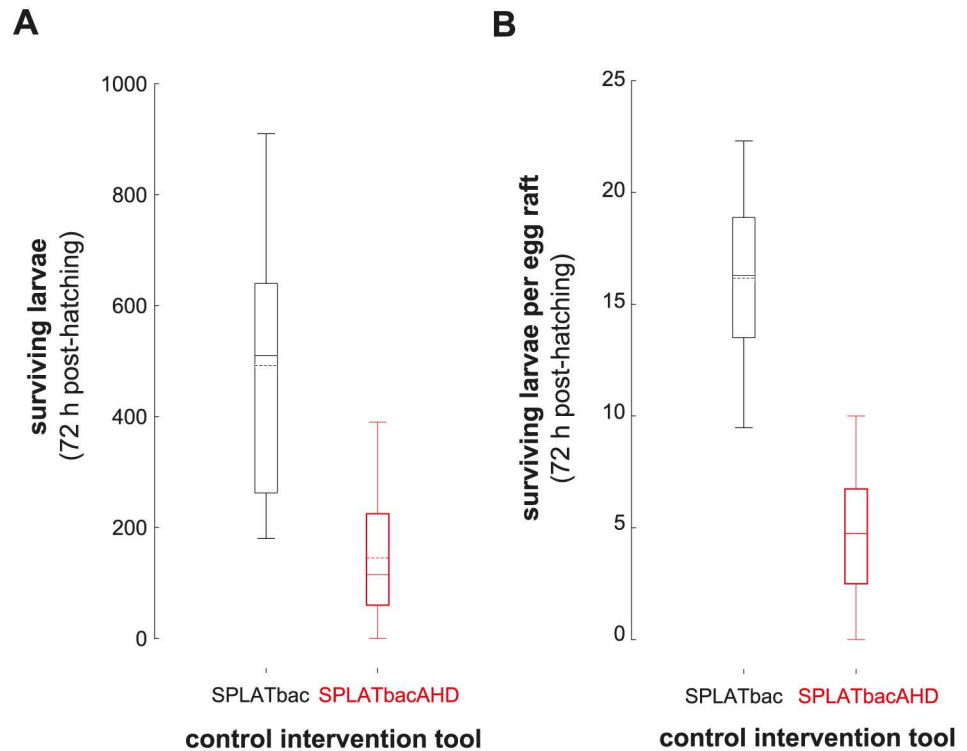 A
surviving larvae
(72 h post-hatching)
1000
800
600
400
200
0
SPLATbac SPLATbacAHD
control intervention tool
B
surviving larvae per egg raft
(72 h post-hatching)
25
20
15
10
5
0
SPLATbac SPLATbacAHD
control intervention tool